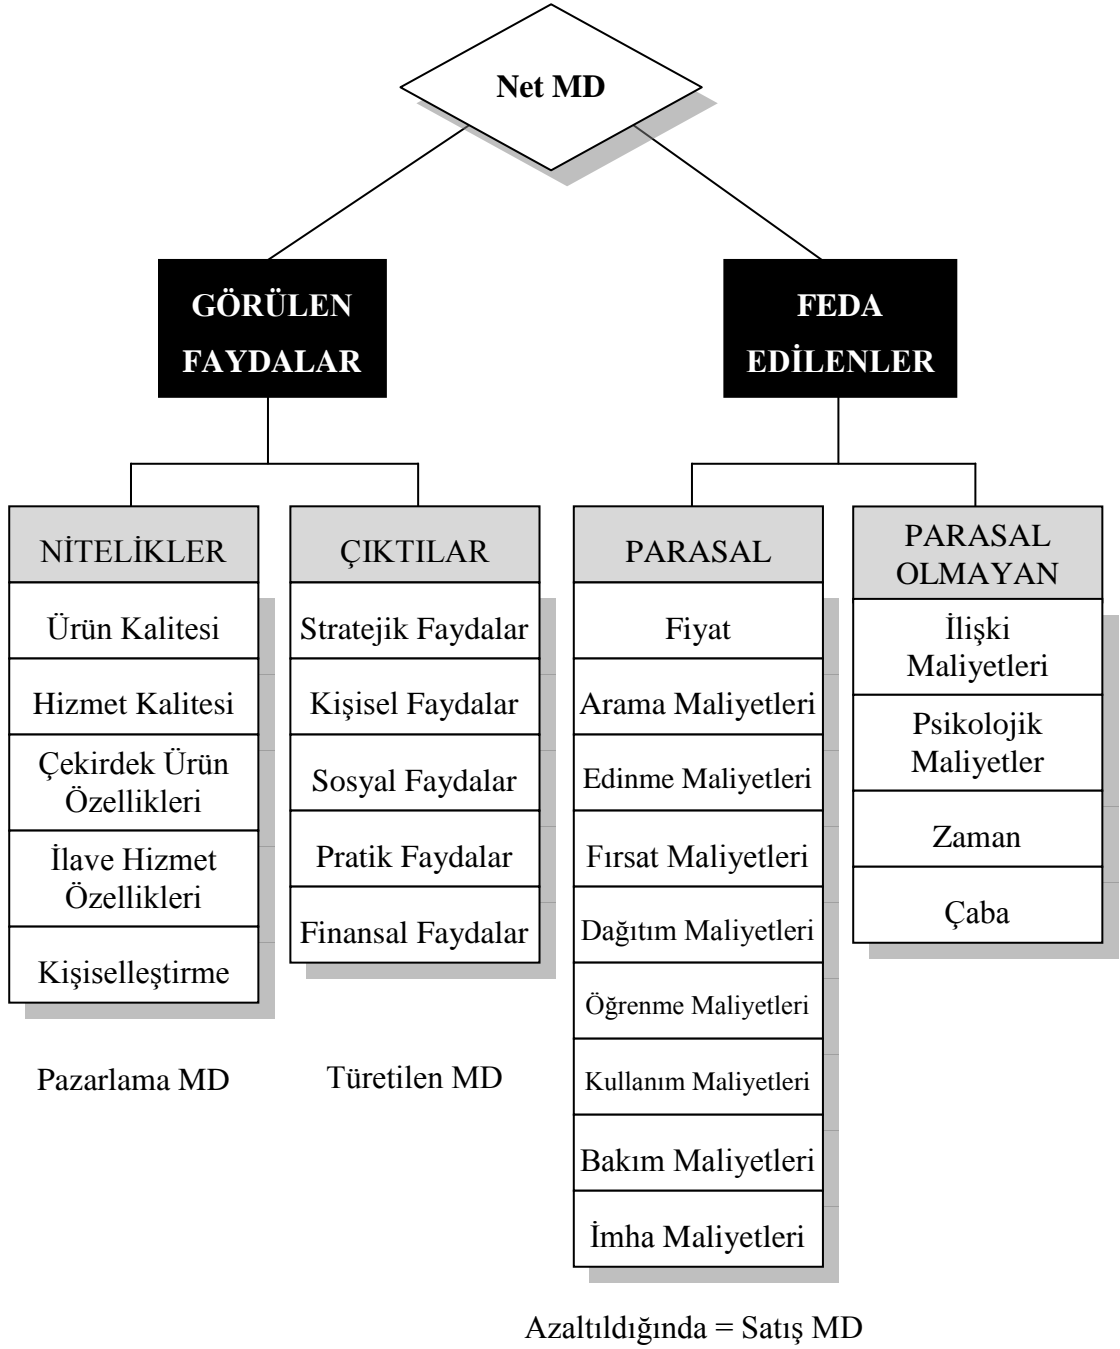 Net MD
GÖRÜLEN
FAYDALAR
FEDA
EDİLENLER
NİTELİKLER
Ürün Kalitesi
Hizmet Kalitesi
Çekirdek Ürün
Özellikleri
İlave Hizmet
Özellikleri
Kişiselleştirme
Pazarlama MD
ÇIKTILAR
Stratejik Faydalar
Kişisel Faydalar
Sosyal Faydalar
Pratik Faydalar
Finansal Faydalar
Türetilen MD
PARASAL
Fiyat
Arama Maliyetleri
Edinme Maliyetleri
Fırsat Maliyetleri
Dağıtım Maliyetleri
Öğrenme Maliyetleri
Kullanım Maliyetleri
Bakım Maliyetleri
İmha Maliyetleri
PARASAL
OLMAYAN
İlişki
Maliyetleri
Psikolojik
Maliyetler
Zaman
Çaba
Azaltıldığında = Satış MD